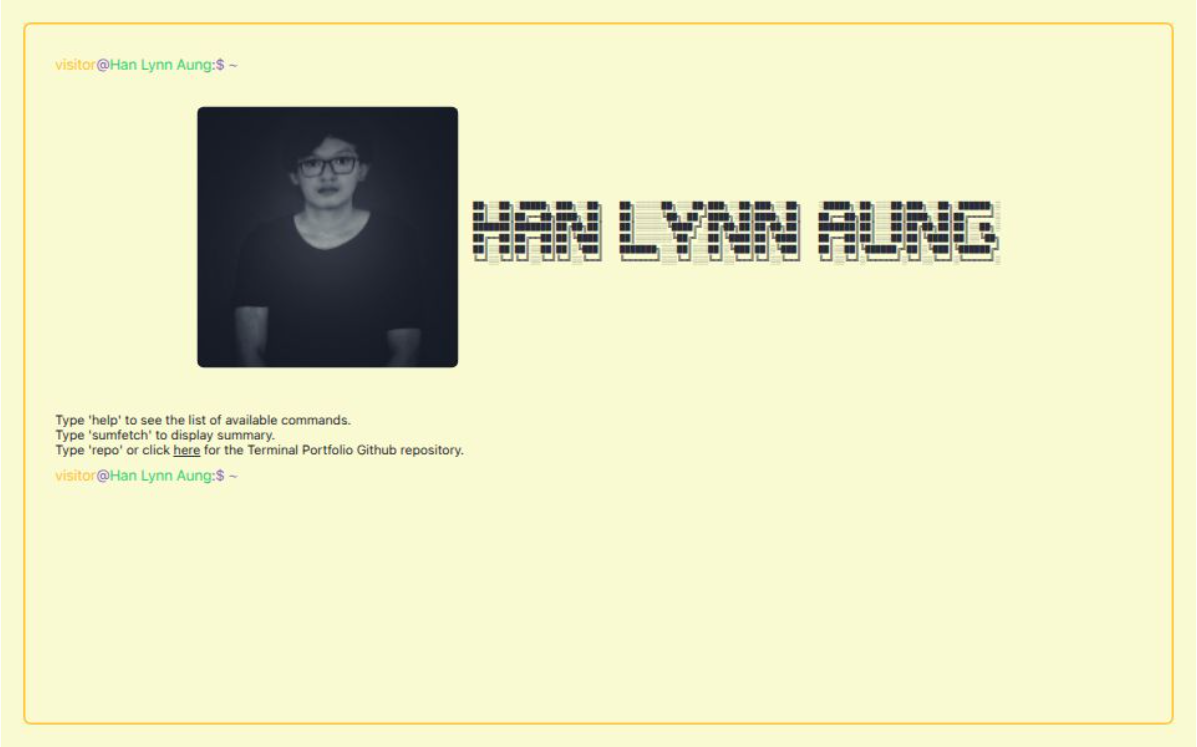 visitor@Han Lynn Aung:$ ~
HAN LYNN AUNG
Type 'help' to see the list of available commands.
Type 'sumfetch' to display summary.
Type 'repo' or click here for the Terminal Portfolio Github repository.
visitor@Han Lynn Aung:$ ~